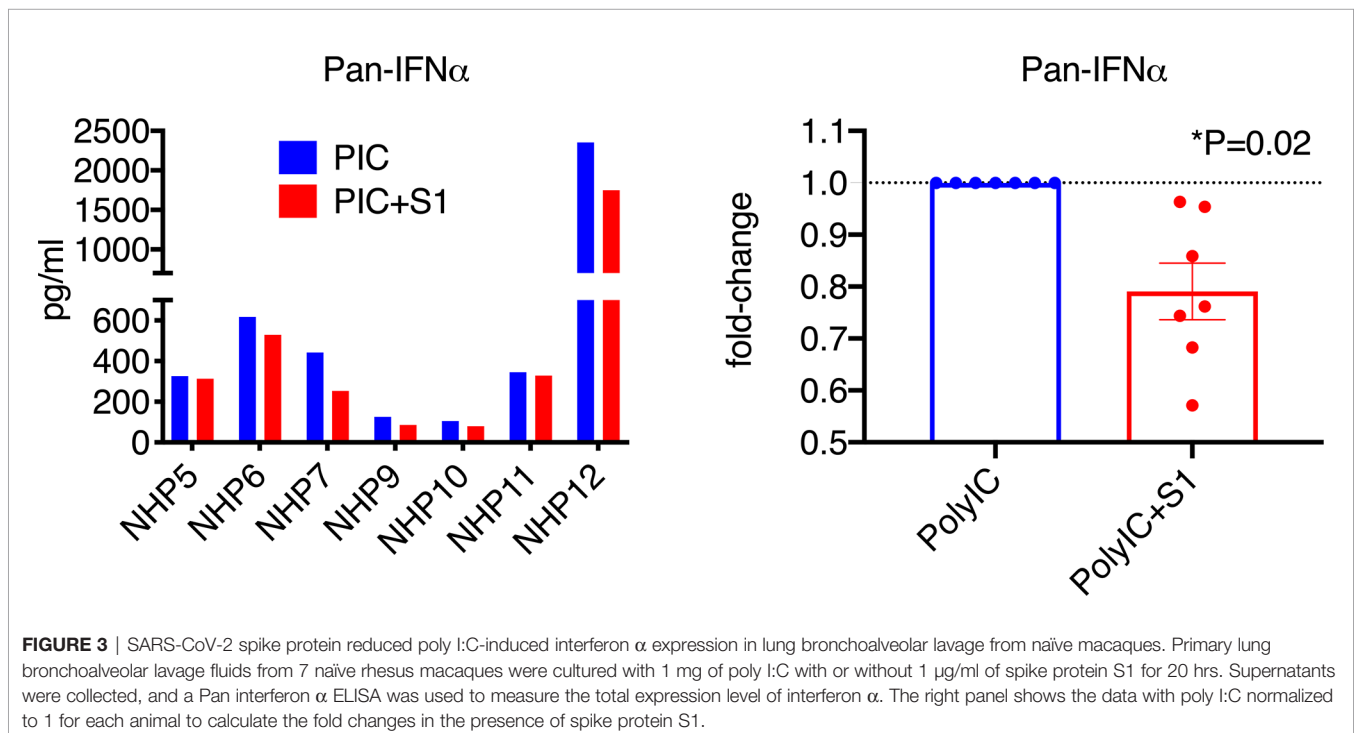 Pan-IFNα
pg/ml
2500
2000
1500
1000
600
400
200
0
PIC
PIC+S1
NHP5
NHP6
NHP7
NHP9
NHP10
NHP11
NHP12
Pan-IFNα
fold-change
1.1
1.0
0.9
0.8
0.7
0.6
0.5
*P=0.02
PolyIC
PolyIC+S1
FIGURE 3 | SARS-CoV-2 spike protein reduced poly I:C-induced interferon α expression in lung bronchoalveolar lavage from naïve macaques. Primary lung
bronchoalveolar lavage fluids from 7 naïve rhesus macaques were cultured with 1 mg of poly I:C with or without 1 µg/ml of spike protein S1 for 20 hrs. Supernatants
were collected, and a Pan interferon α ELISA was used to measure the total expression level of interferon α. The right panel shows the data with poly I:C normalized
to 1 for each animal to calculate the fold changes in the presence of spike protein S1.